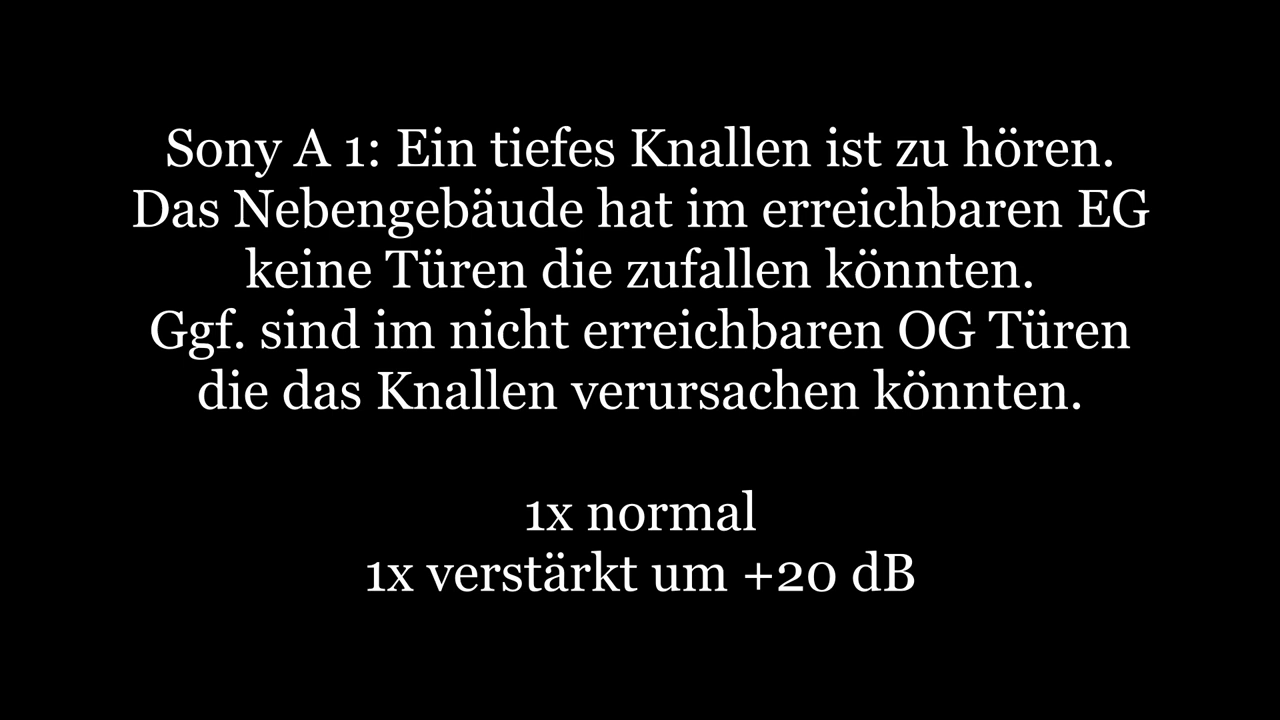 Sony A 1: Ein tiefes Knallen ist zu hören.
Das Nebengebäude hat im erreichbaren EG
keine Türen die zufallen könnten.
Ggf. sind im nicht erreichbaren OG Türen
die das Knallen verursachen könnten.
1x normal
1x verstärkt um +20 dB